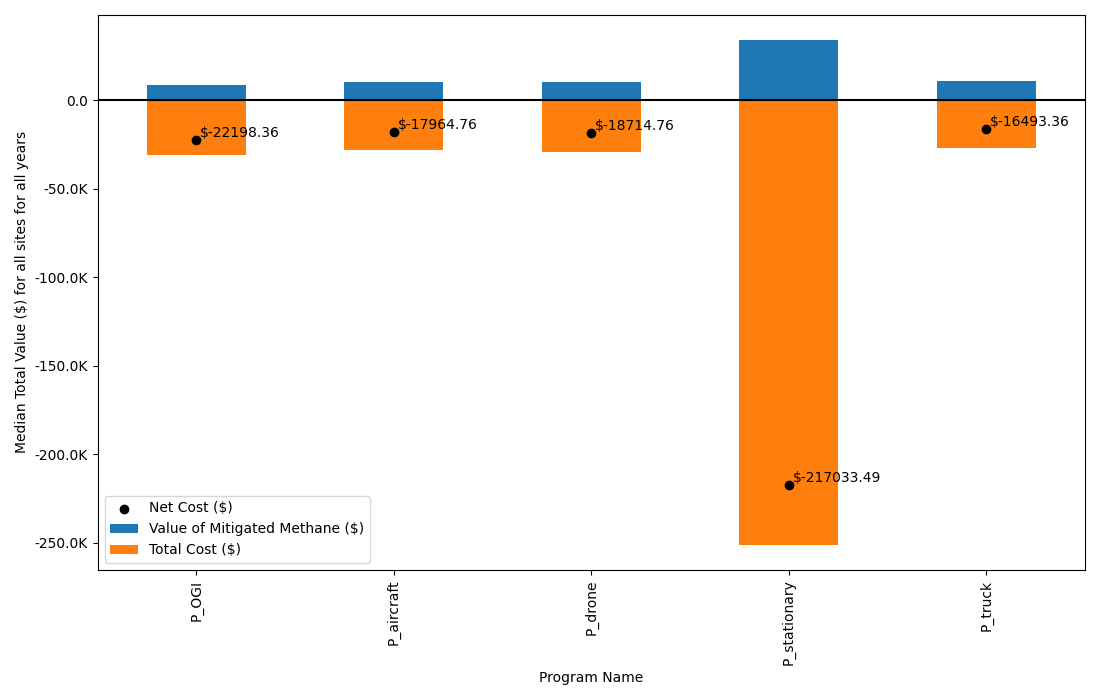 Median Total Value ($) for all sites for all years
0.0
-50.0K
-100.0K
-150.0K
-200.0K
-250.0K
$-22198.36
$-17964.76
$-18714.76
$-217033.49
$-16493.36
Net Cost ($)
Value of Mitigated Methane ($)
Total Cost ($)
P_OGI
P_aircraft
P_drone
P_stationary
P_truck
Program Name